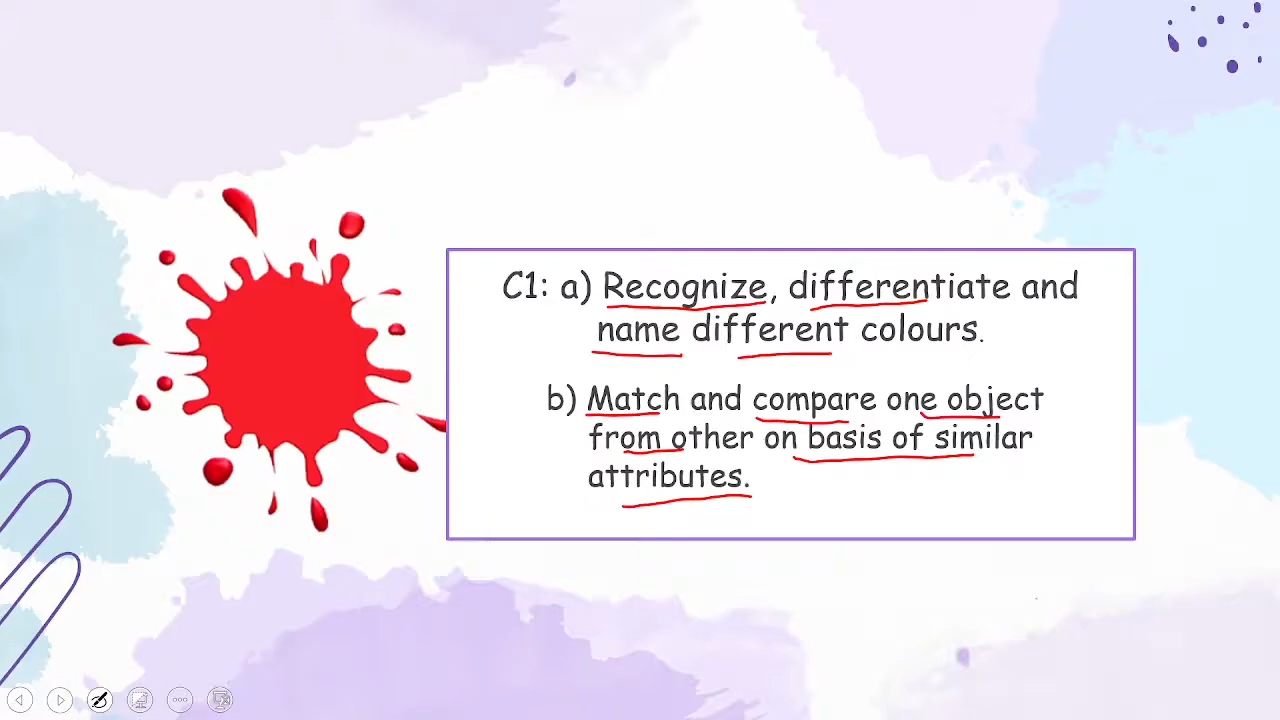 C1: a) Recognize, differentiate and
name different colours.
b) Match and compare one object
from other on basis of similar
attributes.